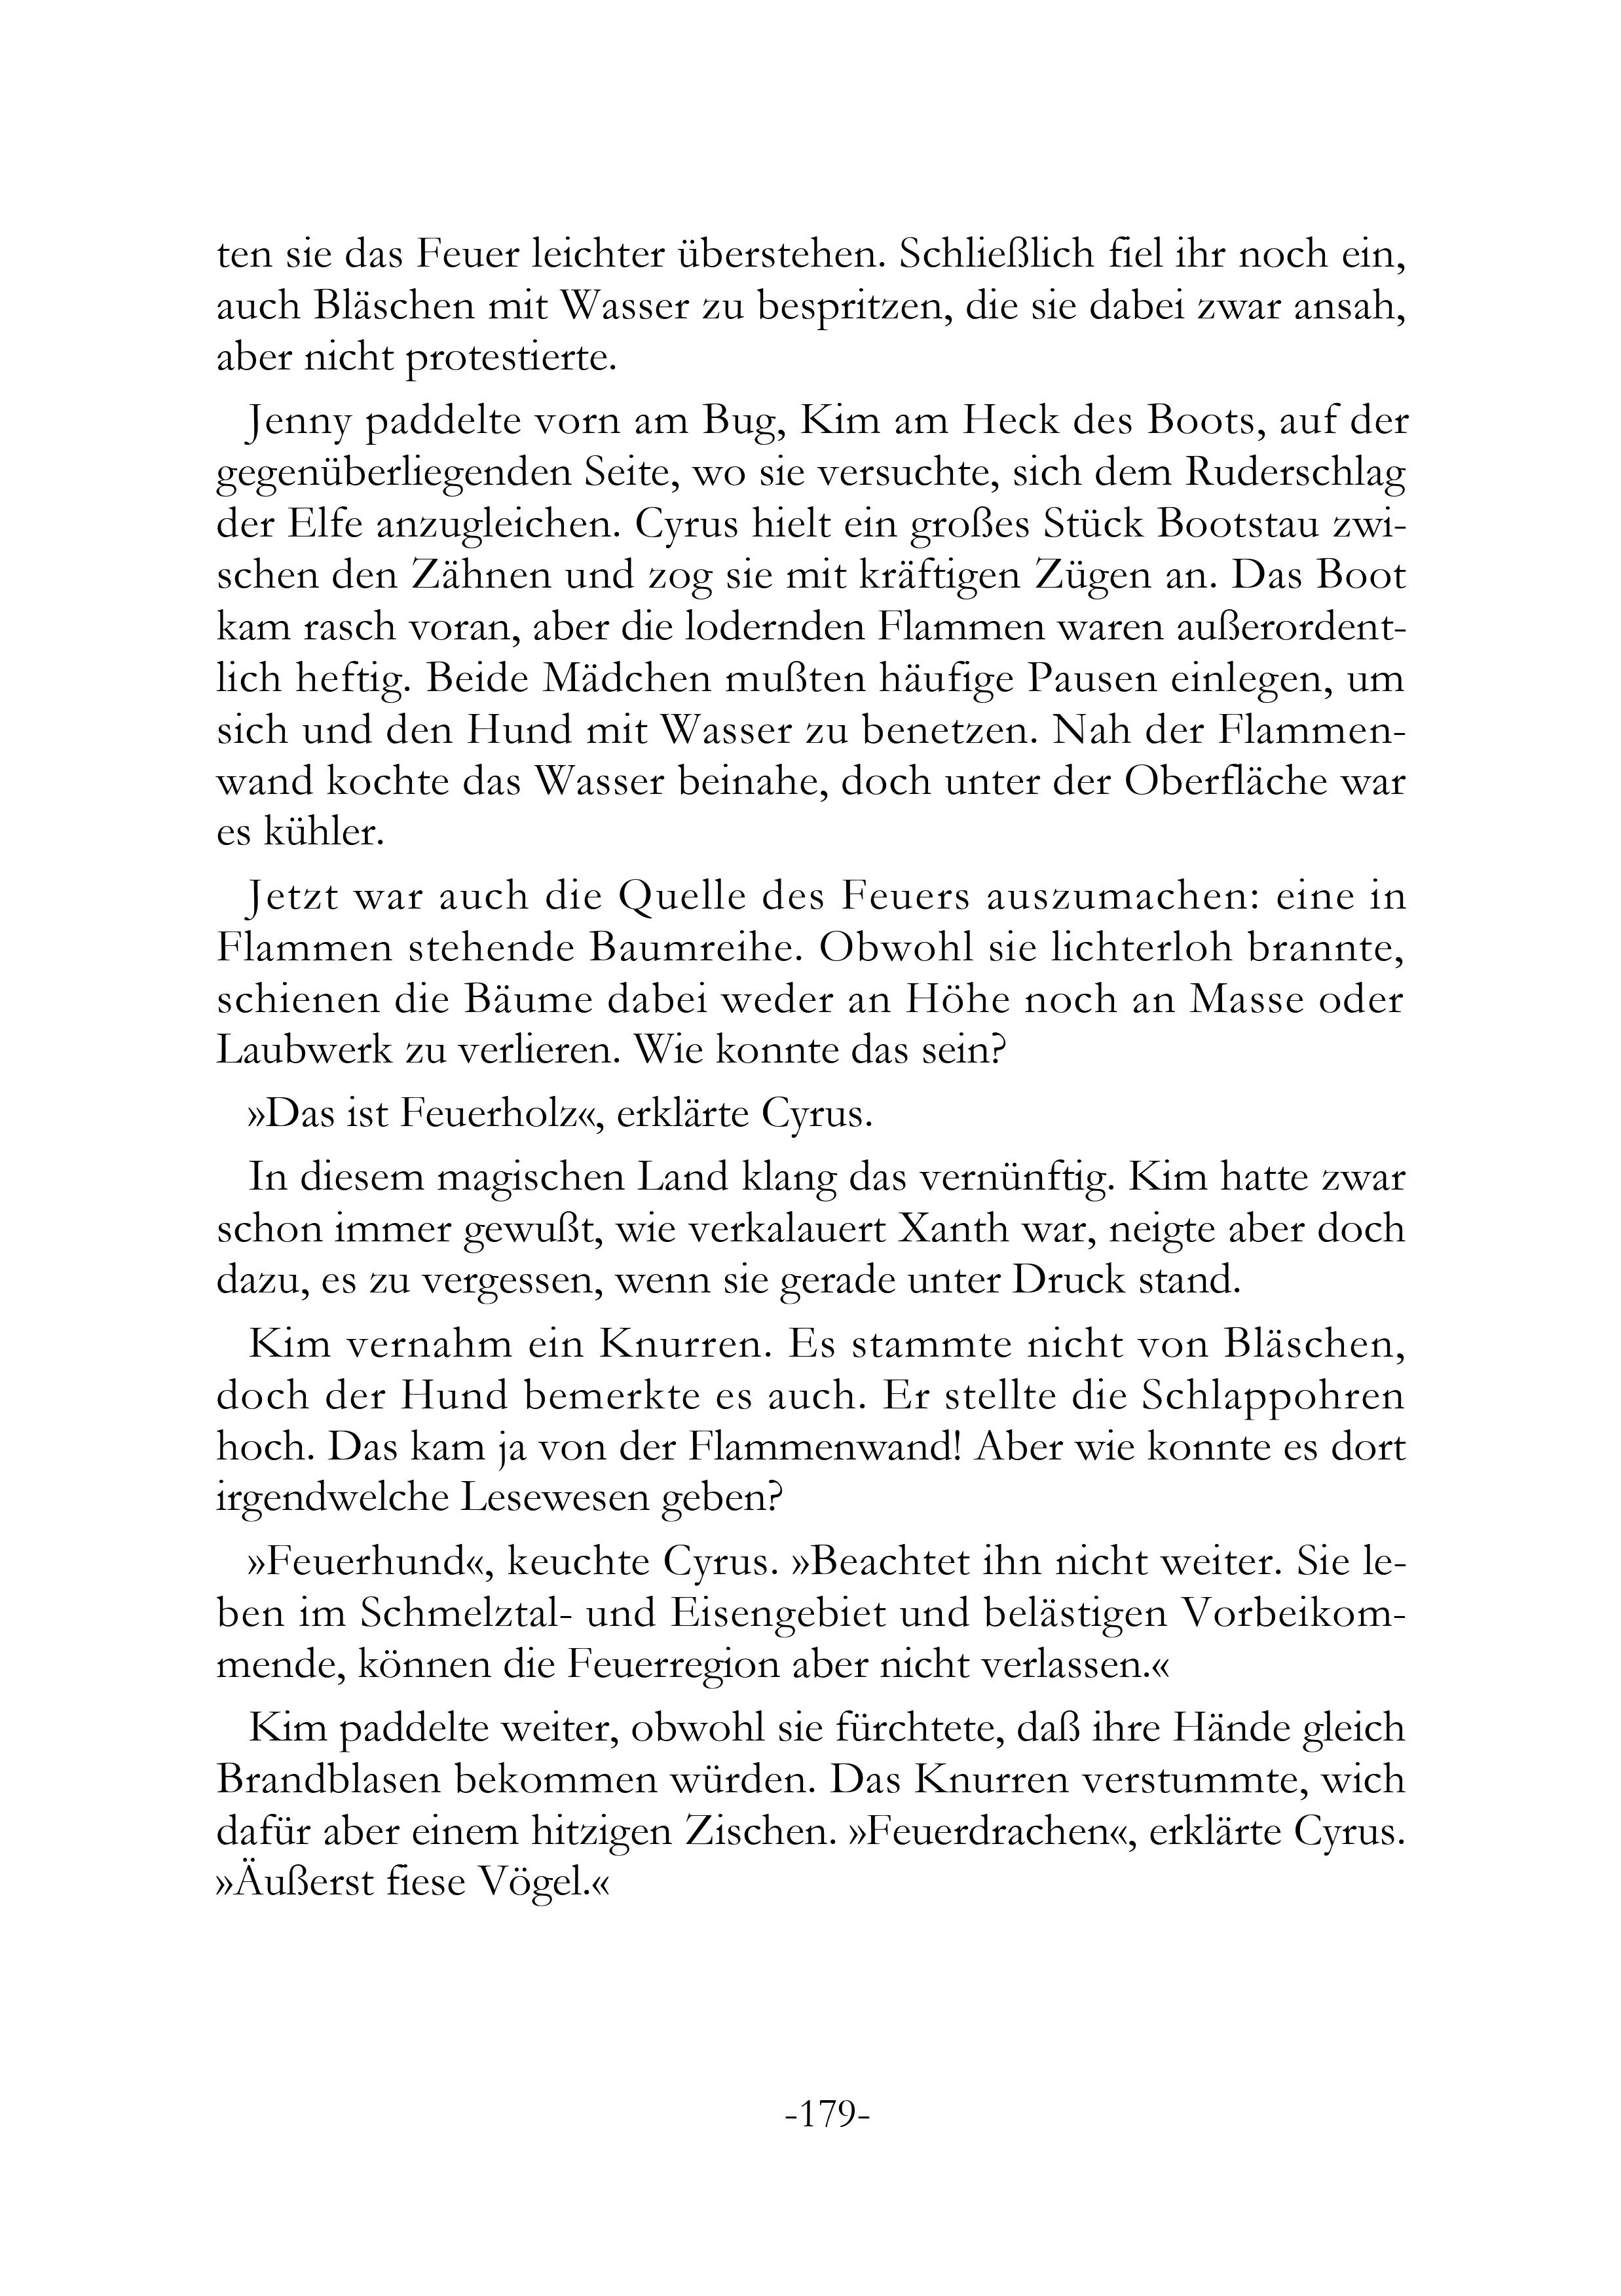 ten sie das Feuer leichter überstehen. Schließlich fiel ihr noch ein,
auch Bläschen mit Wasser zu bespritzen, die sie dabei zwar ansah,
aber nicht protestierte.
Jenny paddelte vorn am Bug, Kim am Heck des Boots, auf der
gegenüberliegenden Seite, wo sie versuchte, sich dem Ruderschlag
der Elfe anzugleichen. Cyrus hielt ein großes Stück Bootstau zwi-
schen den Zähnen und zog sie mit kräftigen Zügen an. Das Boot
kam rasch voran, aber die lodernden Flammen waren außerordent-
lich heftig. Beide Mädchen mußten häufige Pausen einlegen, um
sich und den Hund mit Wasser zu benetzen. Nah der Flammen-
wand kochte das Wasser beinahe, doch unter der Oberfläche war
es kühler.
Jetzt war auch die Quelle des Feuers auszumachen: eine in
Flammen stehende Baumreihe. Obwohl sie lichterloh brannte,
schienen die Bäume dabei weder an Höhe noch an Masse oder
Laubwerk zu verlieren. Wie konnte das sein?
»Das ist Feuerholz«, erklärte Cyrus.
In diesem magischen Land klang das vernünftig. Kim hatte zwar
schon immer gewußt, wie verkalauert Xanth war, neigte aber doch
dazu, es zu vergessen, wenn sie gerade unter Druck stand.
Kim vernahm ein Knurren. Es stammte nicht von Bläschen,
doch der Hund bemerkte es auch. Er stellte die Schlappohren
hoch. Das kam ja von der Flammenwand! Aber wie konnte es dort
irgendwelche Lesewesen geben?
»Feuerhund«, keuchte Cyrus. »Beachtet ihn nicht weiter. Sie le-
ben im Schmelztal- und Eisengebiet und belästigen Vorbeikom-
mende, können die Feuerregion aber nicht verlassen.«
Kim paddelte weiter, obwohl sie fürchtete, daß ihre Hände gleich
Brandblasen bekommen würden. Das Knurren verstummte, wich
dafür aber einem hitzigen Zischen. »Feuerdrachen«, erklärte Cyrus.
»Äußerst fiese Vögel.«
-179-